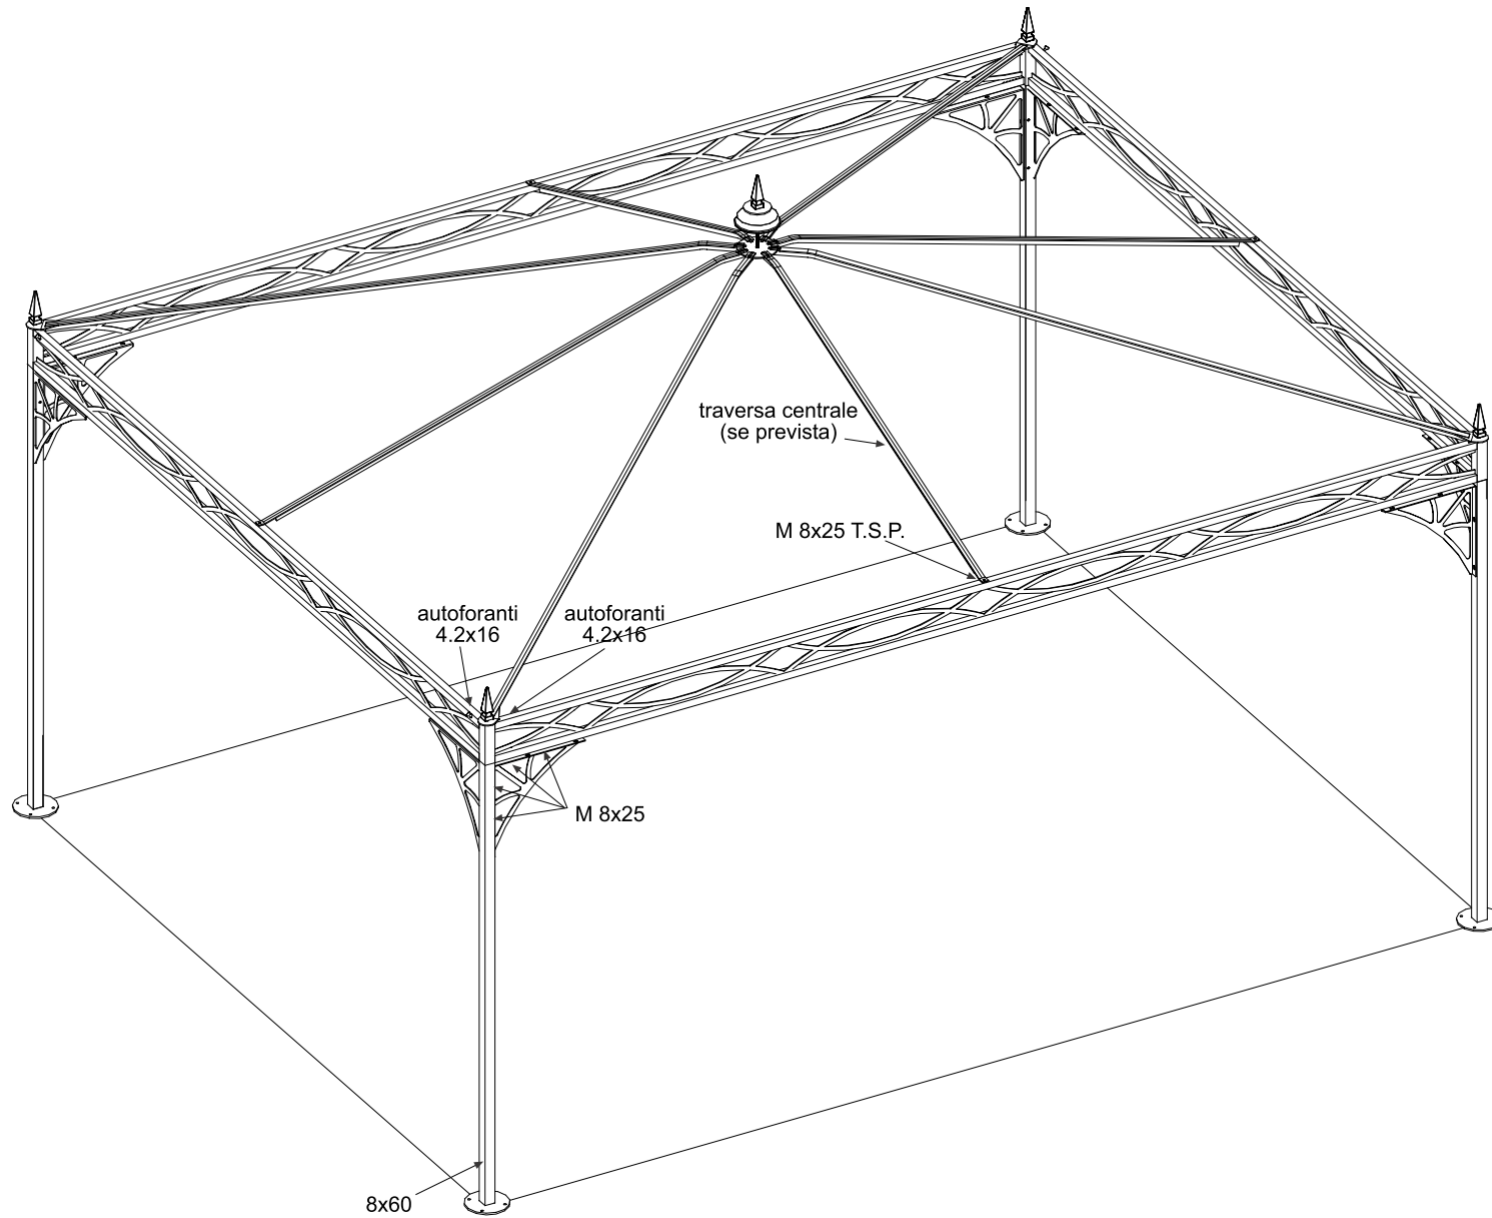 traversa centrale
(se prevista)
M 8x25 T.S.P.
autoforanti
4.2x16
autoforanti
4.2x16
M 8x25
8x60